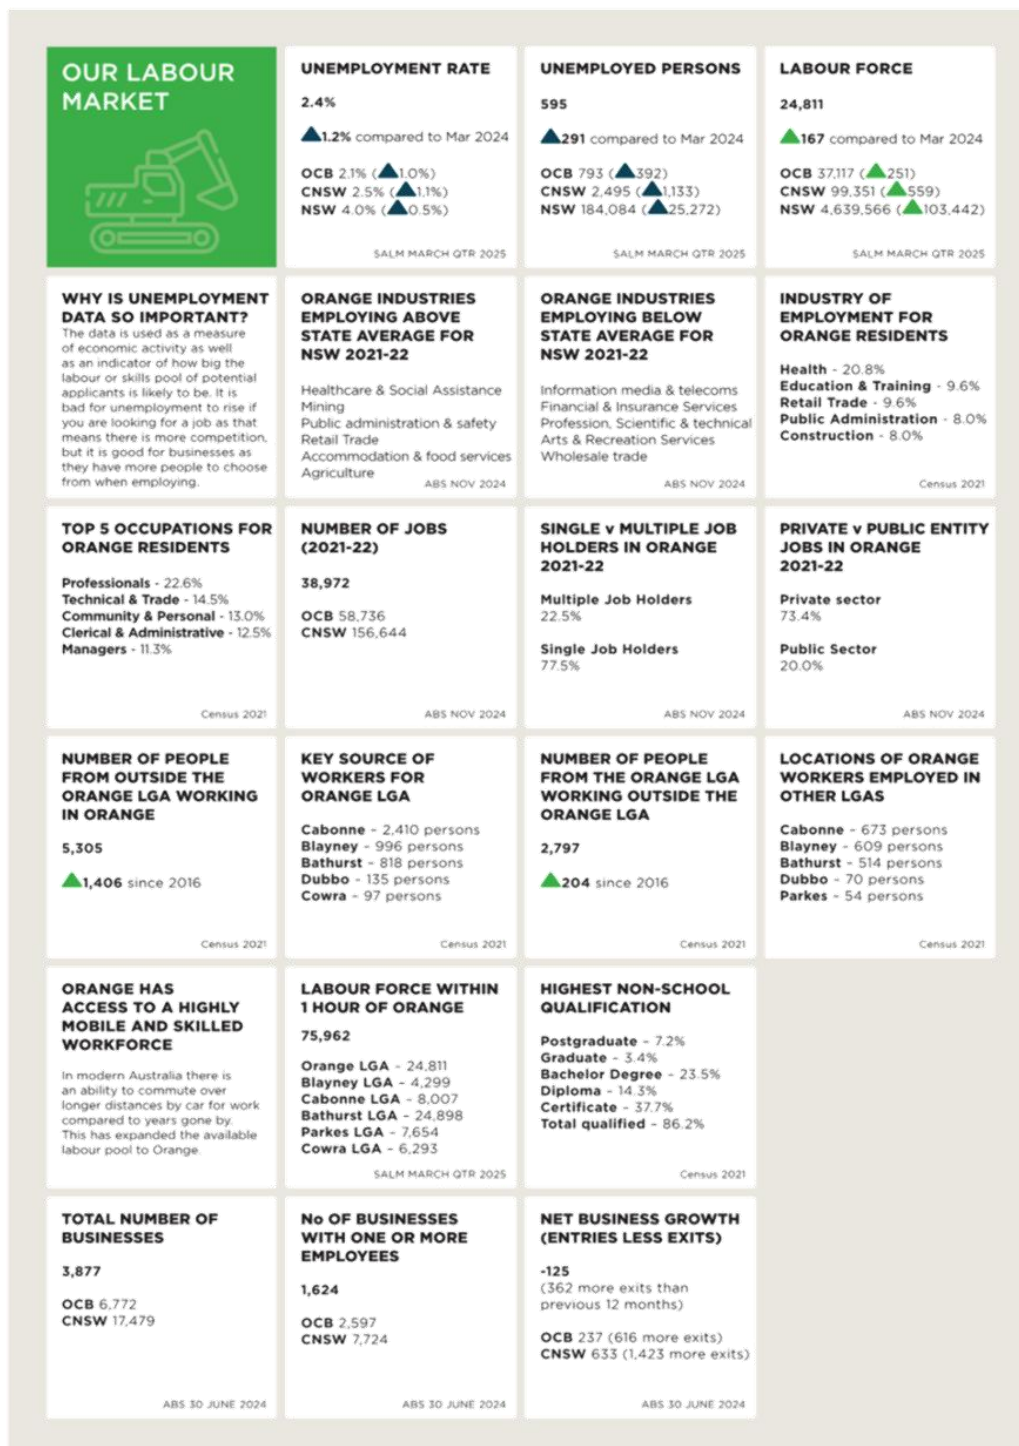 OUR LABOUR
MARKET
UNEMPLOYMENT RATE
2.4%
1.2% compared to Mar 2024
OCB 2.1% (1.0%)
CNSW 2.5% (1.1%)
NSW 4.0% (0.5%)
SALM MARCH QTR 2025
UNEMPLOYED PERSONS
595
291 compared to Mar 2024
OCB 793 (392)
CNSW 2,495 (1,133)
NSW 184,084 (25,272)
SALM MARCH QTR 2025
LABOUR FORCE
24,811
167 compared to Mar 2024
OCB 37,117 (251)
CNSW 99,351 (559)
NSW 4,639,566 (103,442)
SALM MARCH QTR 2025
WHY IS UNEMPLOYMENT
DATA SO IMPORTANT?
The data is used as a measure
of economic activity as well
as an indicator of how big the
labour or skills pool of potential
applicants is likely to be. It is
bad for unemployment to rise if
you are looking for a job as that
means there is more competition,
but it is good for businesses as
they have more people to choose
from when employing.
ORANGE INDUSTRIES
EMPLOYING ABOVE
STATE AVERAGE FOR
NSW 2021-22
Healthcare & Social Assistance
Mining
Public administration & safety
Retail Trade
Accommodation & food services
Agriculture
ABS NOV 2024
ORANGE INDUSTRIES
EMPLOYING BELOW
STATE AVERAGE FOR
NSW 2021-22
Information media & telecoms
Financial & Insurance Services
Profession, Scientific & technical
Arts & Recreation Services
Wholesale trade
ABS NOV 2024
INDUSTRY OF
EMPLOYMENT FOR
ORANGE RESIDENTS
Health - 20.8%
Education & Training - 9.6%
Retail Trade - 9.6%
Public Administration - 8.0%
Construction - 8.0%
Census 2021
TOP 5 OCCUPATIONS FOR
ORANGE RESIDENTS
Professionals - 22.6%
Technical & Trade - 14.5%
Community & Personal - 13.0%
Clerical & Administrative - 12.5%
Managers - 11.3%
Census 2021
NUMBER OF JOBS
(2021-22)
38,972
OCB 58,736
CNSW 156,644
ABS NOV 2024
SINGLE v MULTIPLE JOB
HOLDERS IN ORANGE
2021-22
Multiple Job Holders
22.5%
Single Job Holders
77.5%
ABS NOV 2024
PRIVATE v PUBLIC ENTITY
JOBS IN ORANGE
2021-22
Private sector
73.4%
Public Sector
20.0%
ABS NOV 2024
NUMBER OF PEOPLE
FROM OUTSIDE THE
ORANGE LGA WORKING
IN ORANGE
5,305
1,406 since 2016
Census 2021
KEY SOURCE OF
WORKERS FOR
ORANGE LGA
Cabonne - 2,410 persons
Blayney - 996 persons
Bathurst - 818 persons
Dubbo - 135 persons
Cowra - 97 persons
Census 2021
NUMBER OF PEOPLE
FROM THE ORANGE LGA
WORKING OUTSIDE THE
ORANGE LGA
2,797
204 since 2016
Census 2021
LOCATIONS OF ORANGE
WORKERS EMPLOYED IN
OTHER LGAS
Cabonne - 673 persons
Blayney - 609 persons
Bathurst - 514 persons
Dubbo - 70 persons
Parkes - 54 persons
Census 2021
ORANGE HAS
ACCESS TO A HIGHLY
MOBILE AND SKILLED
WORKFORCE
In modern Australia there is
an ability to commute over
longer distances by car for work
compared to years gone by.
This has expanded the available
labour pool to Orange.
LABOUR FORCE WITHIN
1 HOUR OF ORANGE
75,962
Orange LGA - 24,811
Blayney LGA - 4,299
Cabonne LGA - 8,007
Bathurst LGA - 24,898
Parkes LGA - 7,654
Cowra LGA - 6,293
SALM MARCH QTR 2025
HIGHEST NON-SCHOOL
QUALIFICATION
Postgraduate - 7.2%
Graduate - 3.4%
Bachelor Degree - 23.5%
Diploma - 14.3%
Certificate - 37.7%
Total qualified - 86.2%
Census 2021
TOTAL NUMBER OF
BUSINESSES
3,877
OCB 6,772
CNSW 17,479
ABS 30 JUNE 2024
No OF BUSINESSES
WITH ONE OR MORE
EMPLOYEES
1,624
OCB 2,597
CNSW 7,724
ABS 30 JUNE 2024
NET BUSINESS GROWTH
(ENTRIES LESS EXITS)
-125
(362 more exits than
previous 12 months)
OCB 237 (616 more exits)
CNSW 633 (1,423 more exits)
ABS 30 JUNE 2024